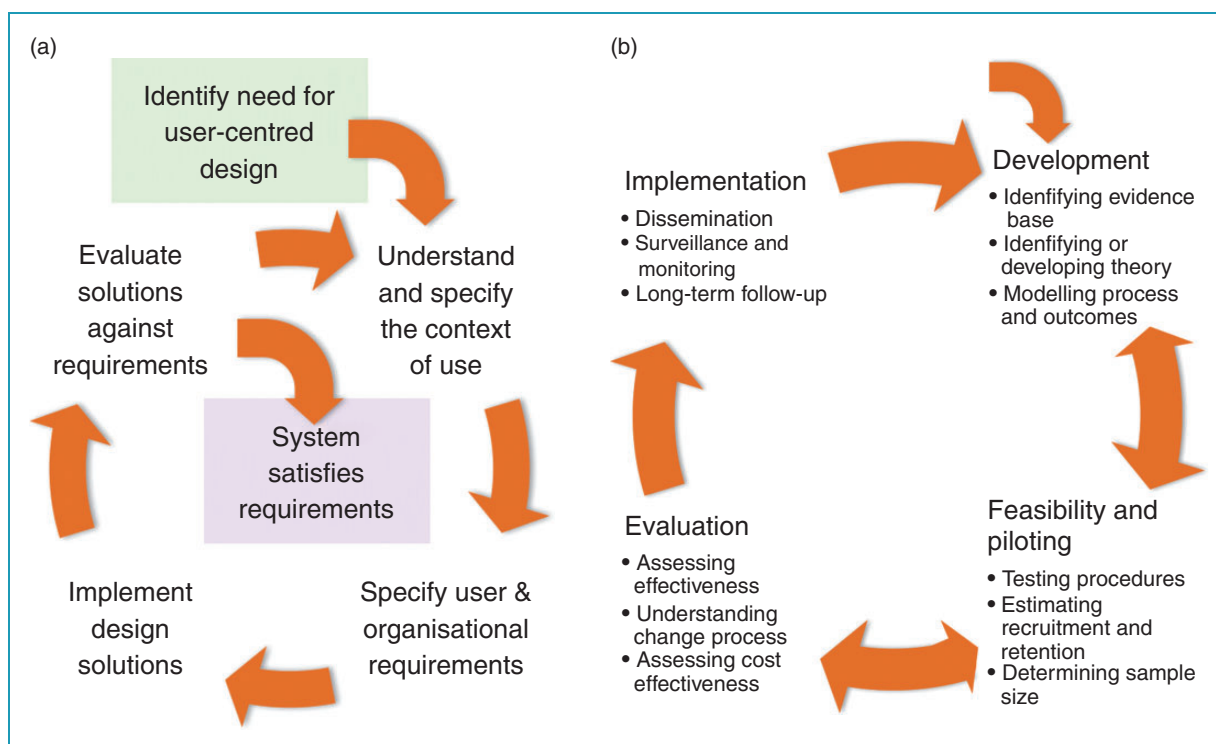 (a)
Identify need for
user-centred
design
Evaluate
solutions
against
requirements
Understand
and specify
the context
of use
System
satisfies
requirements
Implement
design
solutions
Specify user &
organisational
requirements
(b)
Implementation
• Dissemination
• Surveillance and
monitoring
• Long-term follow-up
Development
• Idenfifying evidence
base
• Idenfifying or
developing theory
• Modelling process
and outcomes
Evaluation
• Assessing
effectiveness
• Understanding
change process
• Assessing cost
effectiveness
Feasibility and
piloting
• Testing procedures
• Estimating
recruitment and
retention
• Determining sample
size